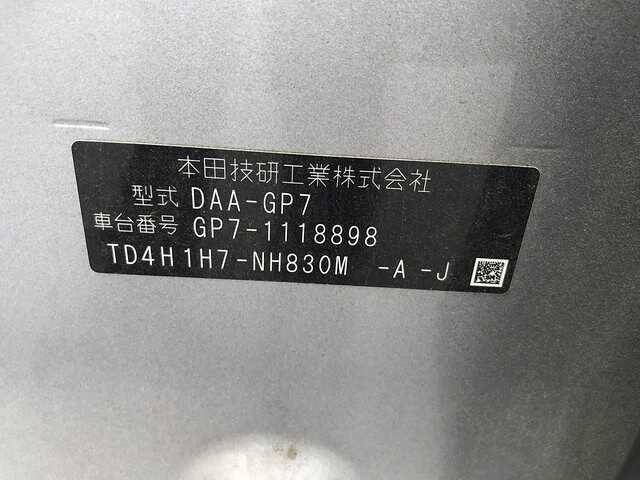 本田技研工業株式会社
型式 DAA-GP7
車台番号 GP7-1118898
TD4H1H7-NH830M -A -J